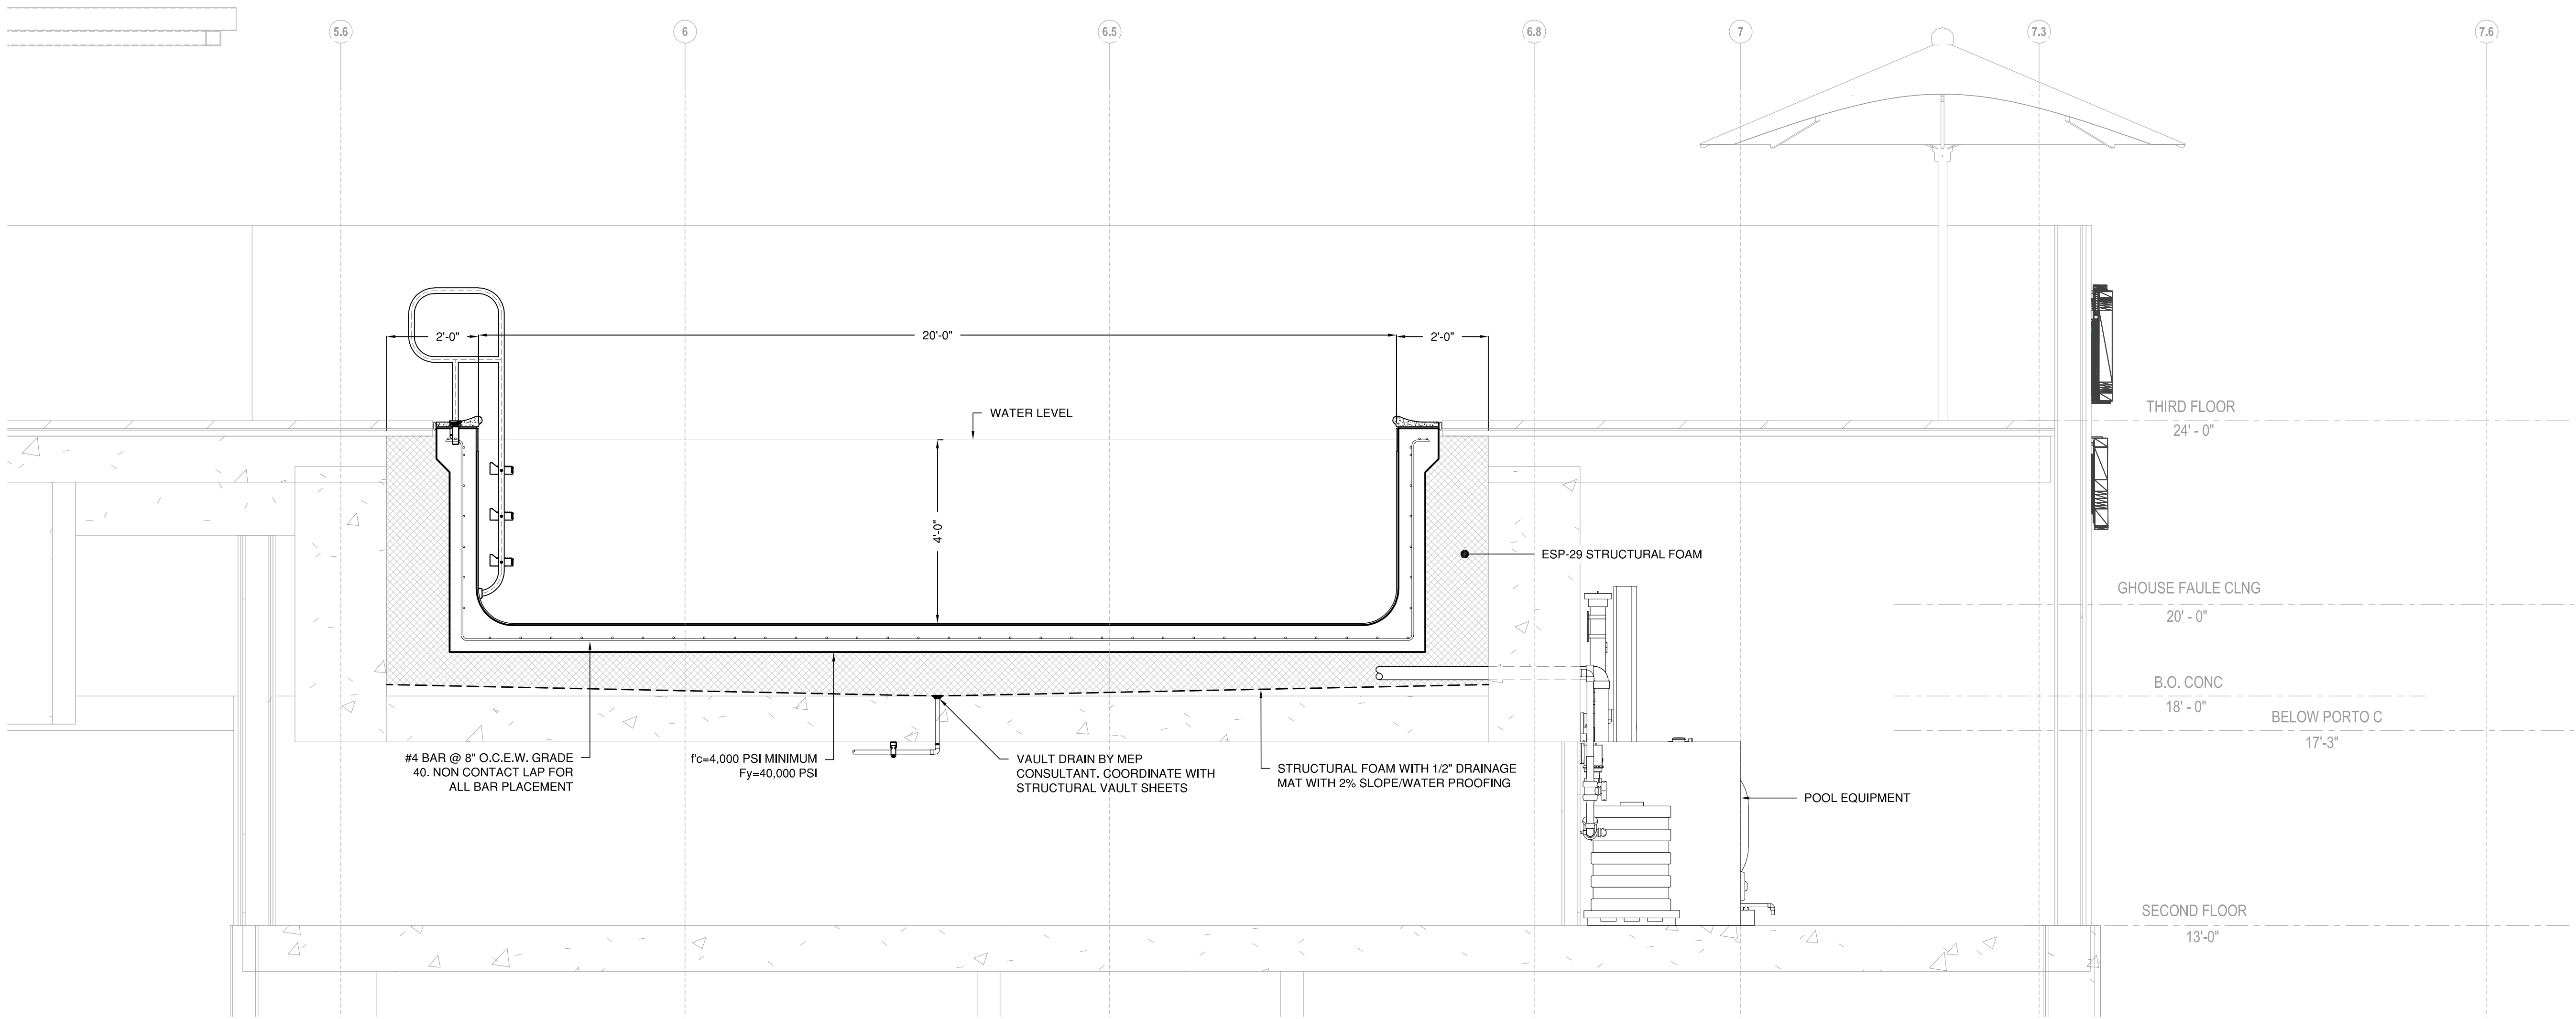 5.6
6
6.5
6.8
7
7.3
7.6
2'-0"
20'-0"
2'-0"
WATER LEVEL
THIRD FLOOR
24' - 0"
4'-0"
ESP-29 STRUCTURAL FOAM
GHOUSE FAULE CLNG
20' - 0"
B.O. CONC
18' - 0"
BELOW PORTO C
17'-3"
#4 BAR @ 8" O.C.E.W. GRADE
40. NON CONTACT LAP FOR
ALL BAR PLACEMENT
f'c=4,000 PSI MINIMUM
Fy=40,000 PSI
VAULT DRAIN BY MEP
CONSULTANT. COORDINATE WITH
STRUCTURAL VAULT SHEETS
STRUCTURAL FOAM WITH 1/2" DRAINAGE
MAT WITH 2% SLOPE/WATER PROOFING
POOL EQUIPMENT
SECOND FLOOR
13'-0"